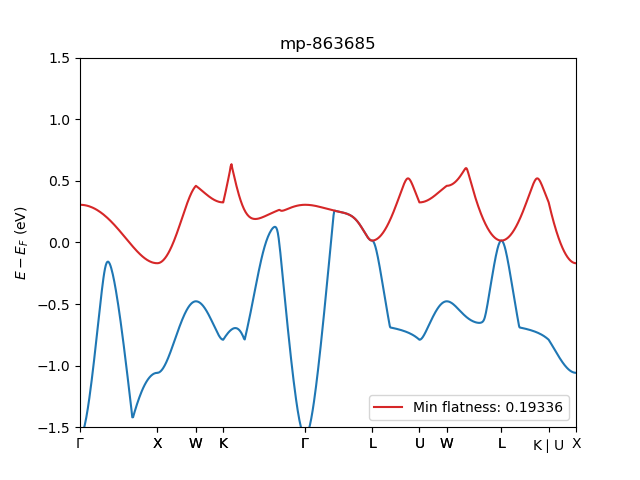 mp-863685
1.5
1.0
0.5
0.0
−0.5
−1.0
−1.5
E − E_F (eV)
Min flatness: 0.19336
Γ X W K Γ L U W L K | U X